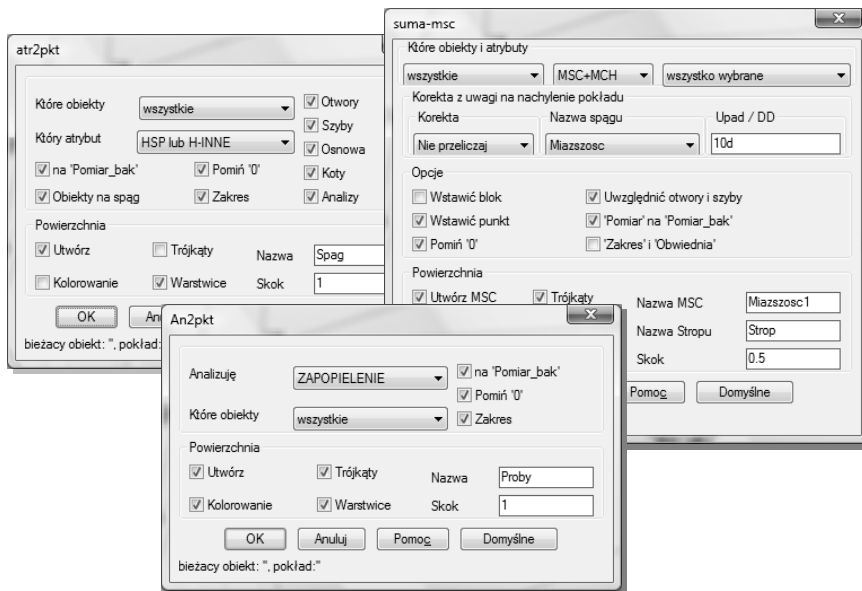 atr2pkt
Które obiekty
wszystkie
Otwory
Szyby
Który atrybut
HSP lub H-INNE
Osnowa
na 'Pomiar_bak'
Pomiń '0'
Koty
Obiekty na spąg
Zakres
Analizy
Powierzchnia
Utwórz
Trójkąty
Nazwa
Spag
Kolorowanie
Warstwice
Skok
1
OK
bieżacy obiekt: '', pokład:
suma-msc
Które obiekty i atrybuty
wszystkie
MSC+MCH
wszystko wybrane
Korekta z uwagi na nachylenie pokładu
Korekta
Nazwa spągu
Upad / DD
Nie przeliczaj
Miazszosc
10d
Opcje
Wstawić blok
Uwzględnić otwory i szyby
Wstawić punkt
'Pomiar' na 'Pomiar_bak'
Pomiń '0'
'Zakres' i 'Obwiednia'
Powierzchnia
Utwórz MSC
Trójkąty
Nazwa MSC
Miazszosc1
Nazwa Stropu
Strop
Skok
0.5
Pomoc
Domyślne
An2pkt
Analizuję
ZAPOPIELENIE
na 'Pomiar_bak'
Pomiń '0'
Które obiekty
wszystkie
Zakres
Powierzchnia
Utwórz
Trójkąty
Nazwa
Proby
Kolorowanie
Warstwice
Skok
1
OK
Anuluj
Pomoc
Domyślne
bieżacy obiekt: '', pokład:''